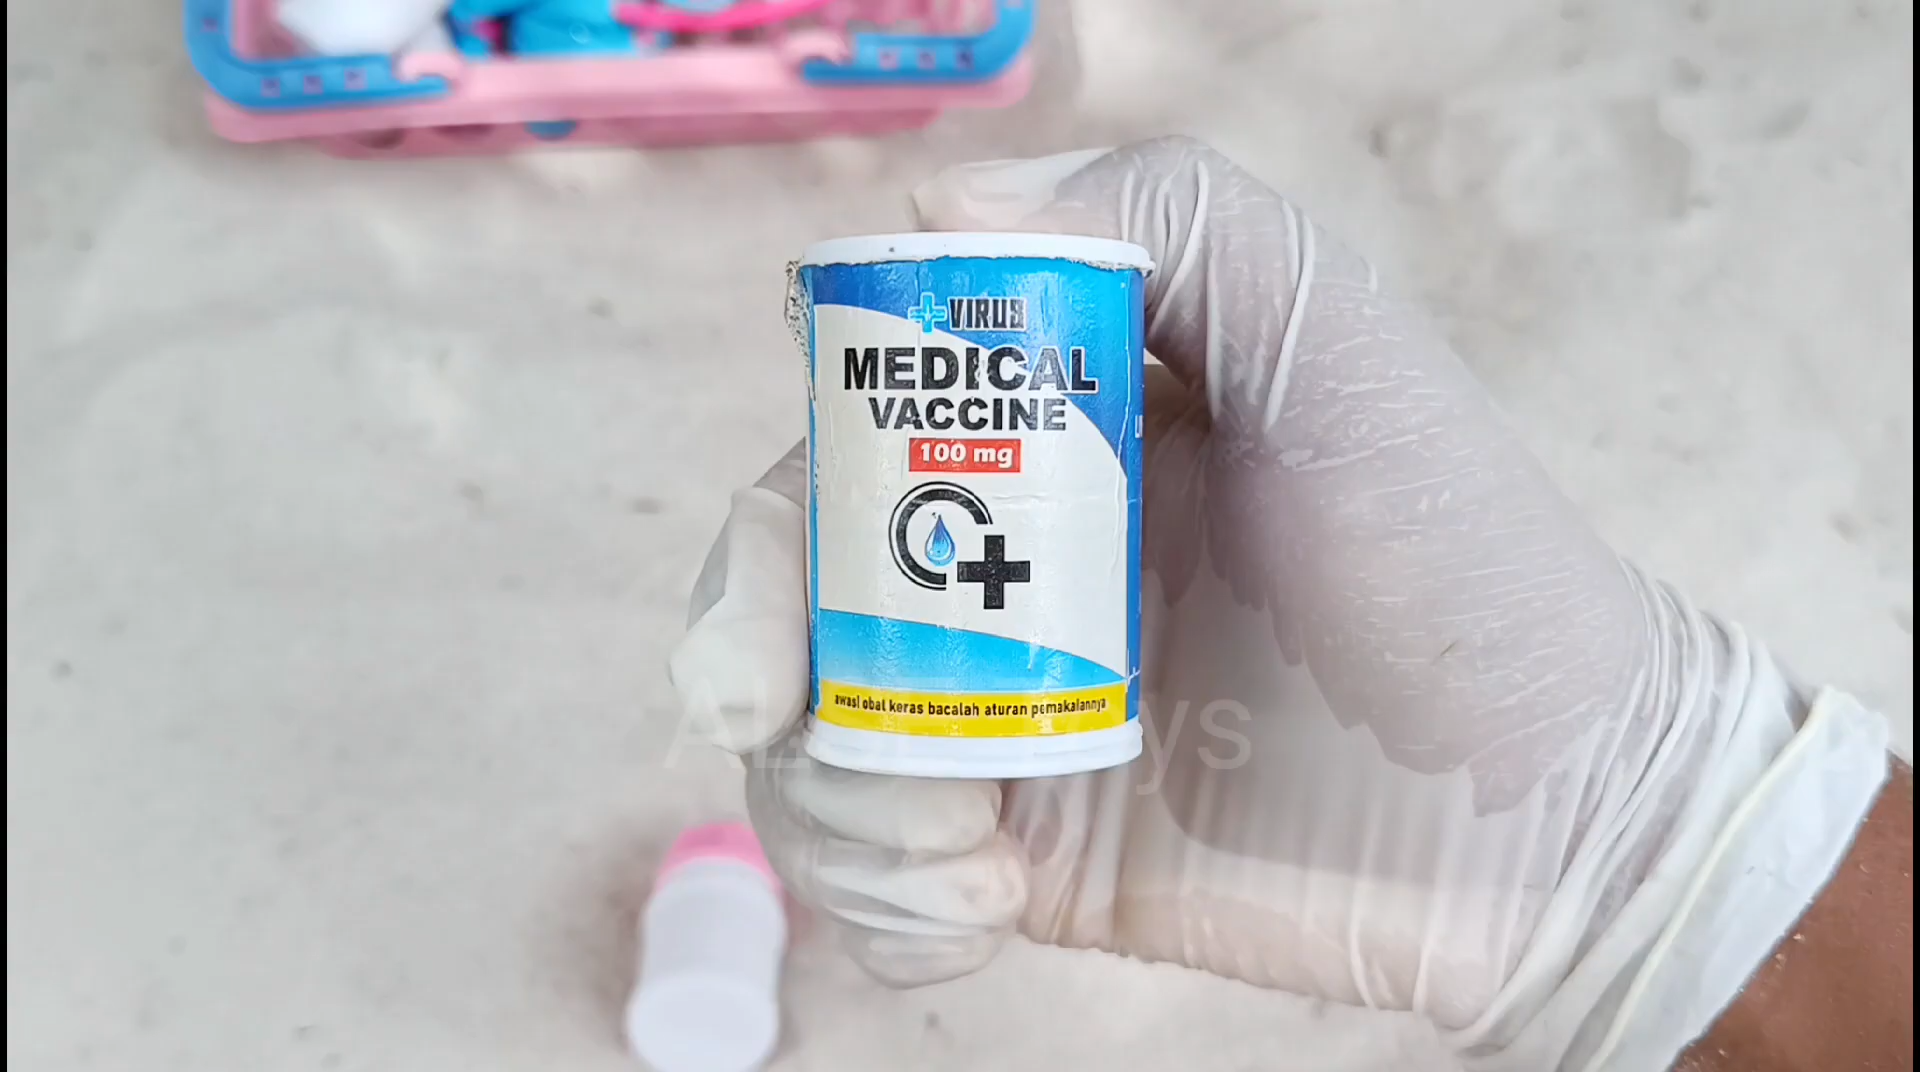 VIRUS
MEDICAL
VACCINE
100 mg
awasi obat keras bacalah aturan pemakaiannya